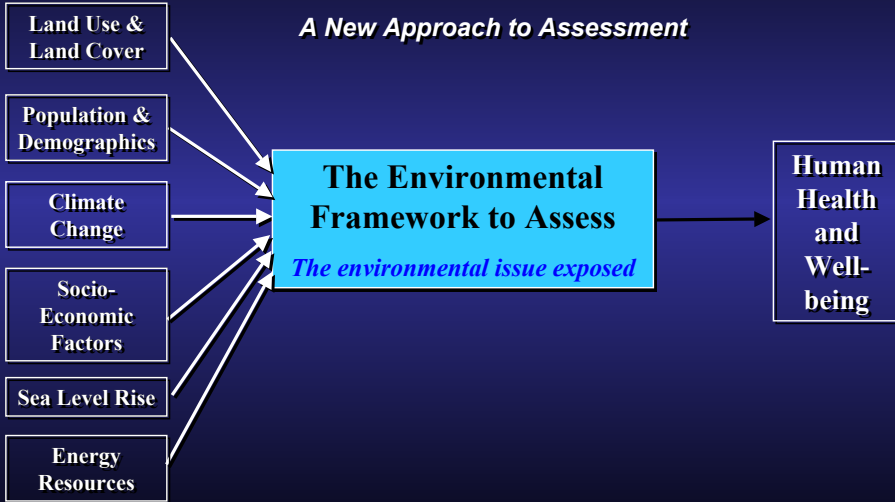 A New Approach to Assessment
Land Use &
Land Cover
Population &
Demographics
Climate
Change
Socio-
Economic
Factors
Sea Level Rise
Energy
Resources
The Environmental
Framework to Assess
The environmental issue exposed
Human
Health
and
Well-
being